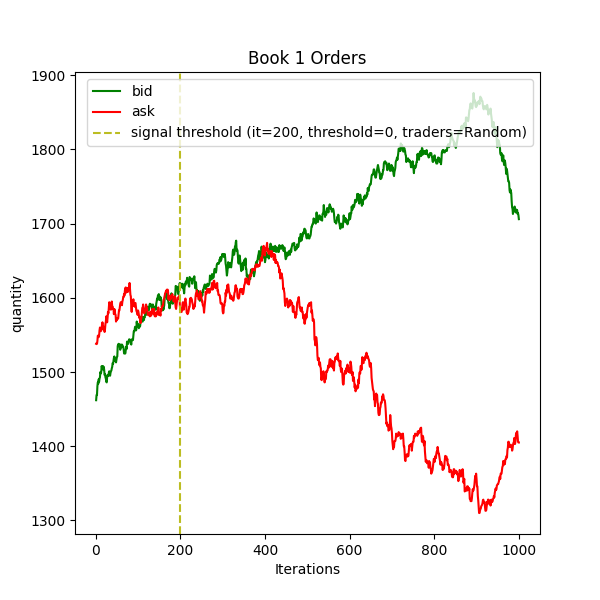 Book 1 Orders
bid
ask
signal threshold (it=200, threshold=0, traders=Random)
quantity
1900
1800
1700
1600
1500
1400
1300
0
200
400
600
800
1000
Iterations